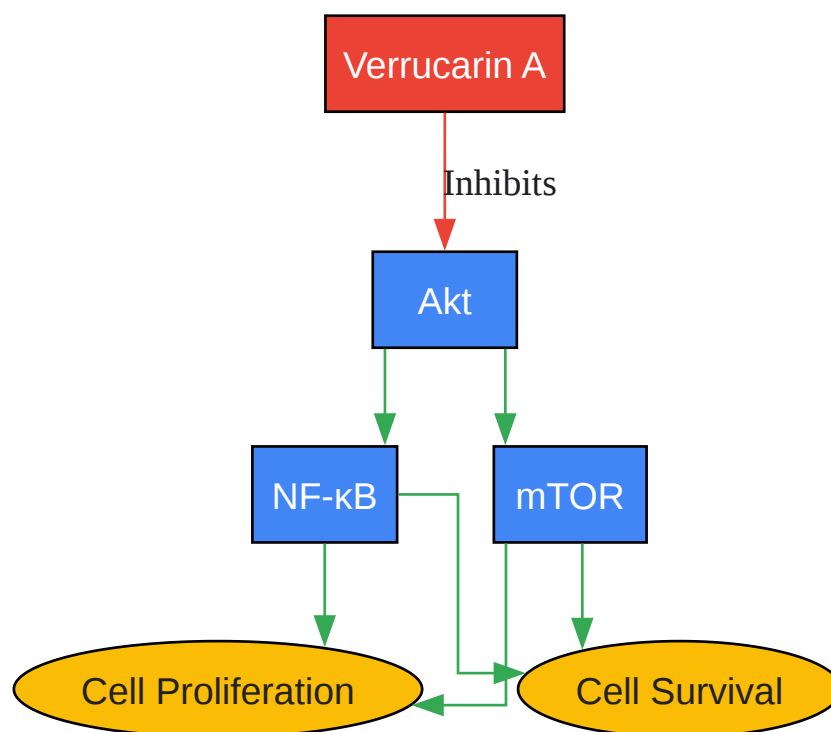 Verrucarin A
Inhibits
Akt
NF-κB
mTOR
Cell Proliferation
Cell Survival